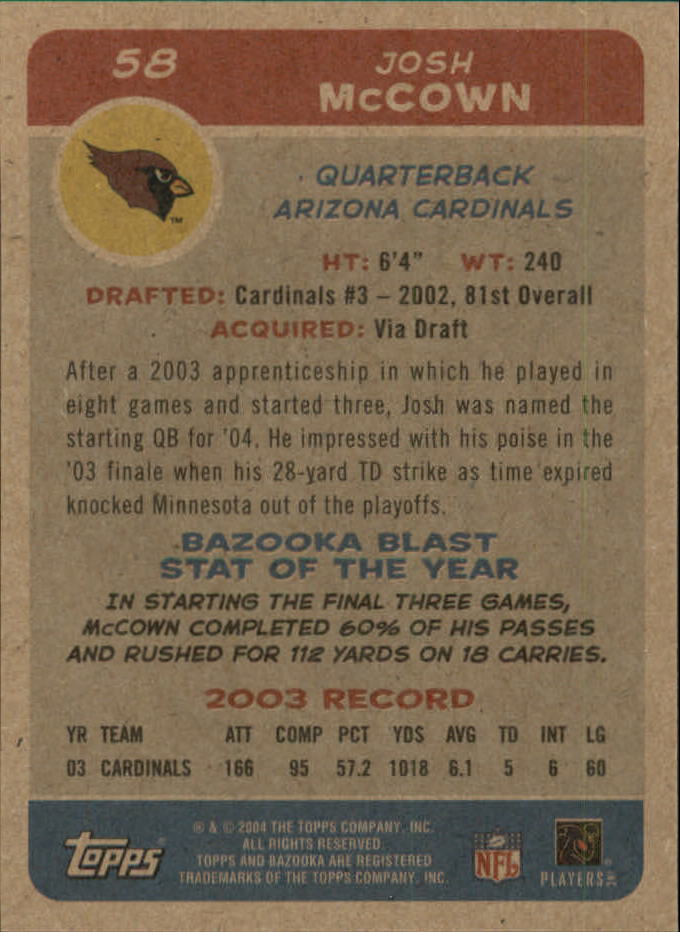 58
JOSH
McCOWN
TM
QUARTERBACK
ARIZONA CARDINALS
HT: 6'4" WT: 240
DRAFTED: Cardinals #3 – 2002, 81st Overall
ACQUIRED: Via Draft
After a 2003 apprenticeship in which he played in
eight games and started three, Josh was named the
starting QB for '04. He impressed with his poise in the
'03 finale when his 28-yard TD strike as time expired
knocked Minnesota out of the playoffs.
BAZOOKA BLAST
STAT OF THE YEAR
IN STARTING THE FINAL THREE GAMES,
McCOWN COMPLETED 60% OF HIS PASSES
AND RUSHED FOR 112 YARDS ON 18 CARRIES.
2003 RECORD
YR TEAM ATT COMP PCT YDS AVG TD INT LG
03 CARDINALS 166 95 57.2 1018 6.1 5 6 60
topps®
® & © 2004 THE TOPPS COMPANY, INC.
ALL RIGHTS RESERVED
TOPPS AND BAZOOKA ARE REGISTERED
TRADEMARKS OF THE TOPPS COMPANY, INC.
NFL
PLAYERS